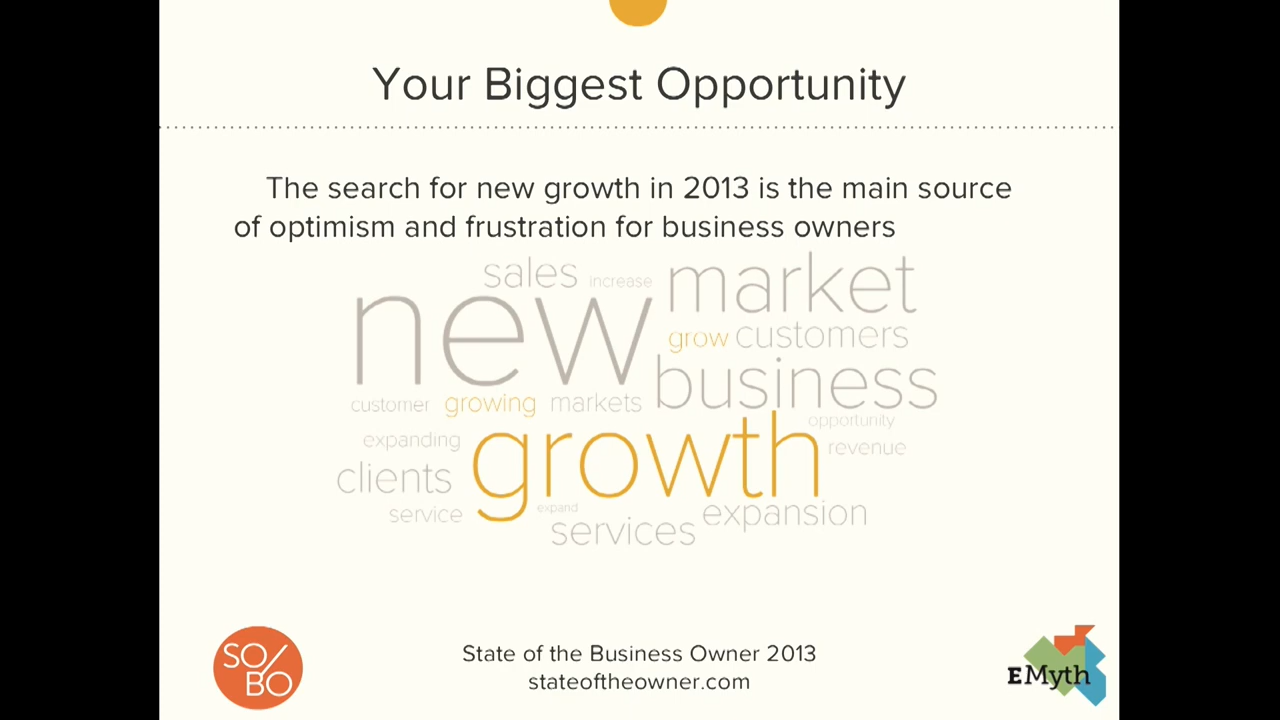 Your Biggest Opportunity
The search for new growth in 2013 is the main source
of optimism and frustration for business owners
sales increase market
new
grow customers
business
customer growing markets
opportunity
expanding growth revenue
clients
service expand expansion
services
SO/
BO
State of the Business Owner 2013
stateoftheowner.com
EMyth